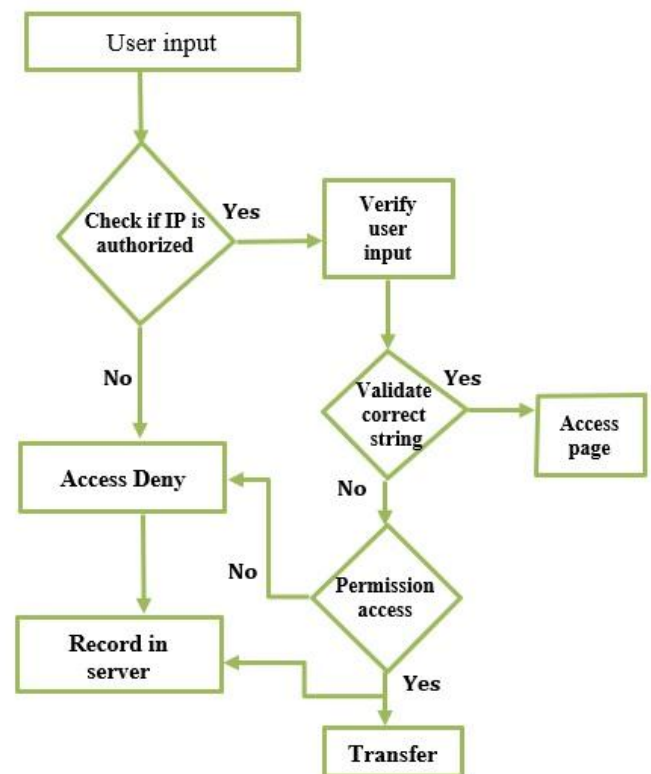 User input
Check if IP is
authorized
Yes
Verify
user
input
No
Validate
correct
string
Yes
Access
page
Access Deny
No
No
Permission
access
Record in
server
Yes
Transfer